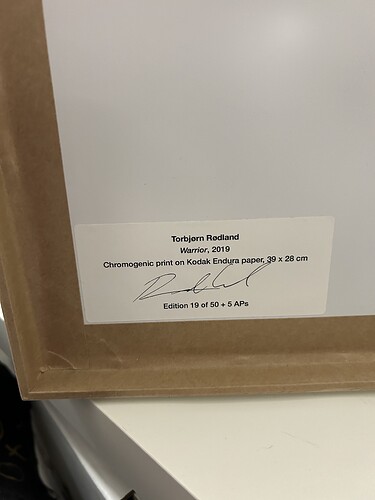 Torbjørn Rødland
Warrior, 2019
Chromogenic print on Kodak Endura paper, 39 x 28 cm
Edition 19 of 50 + 5 APs